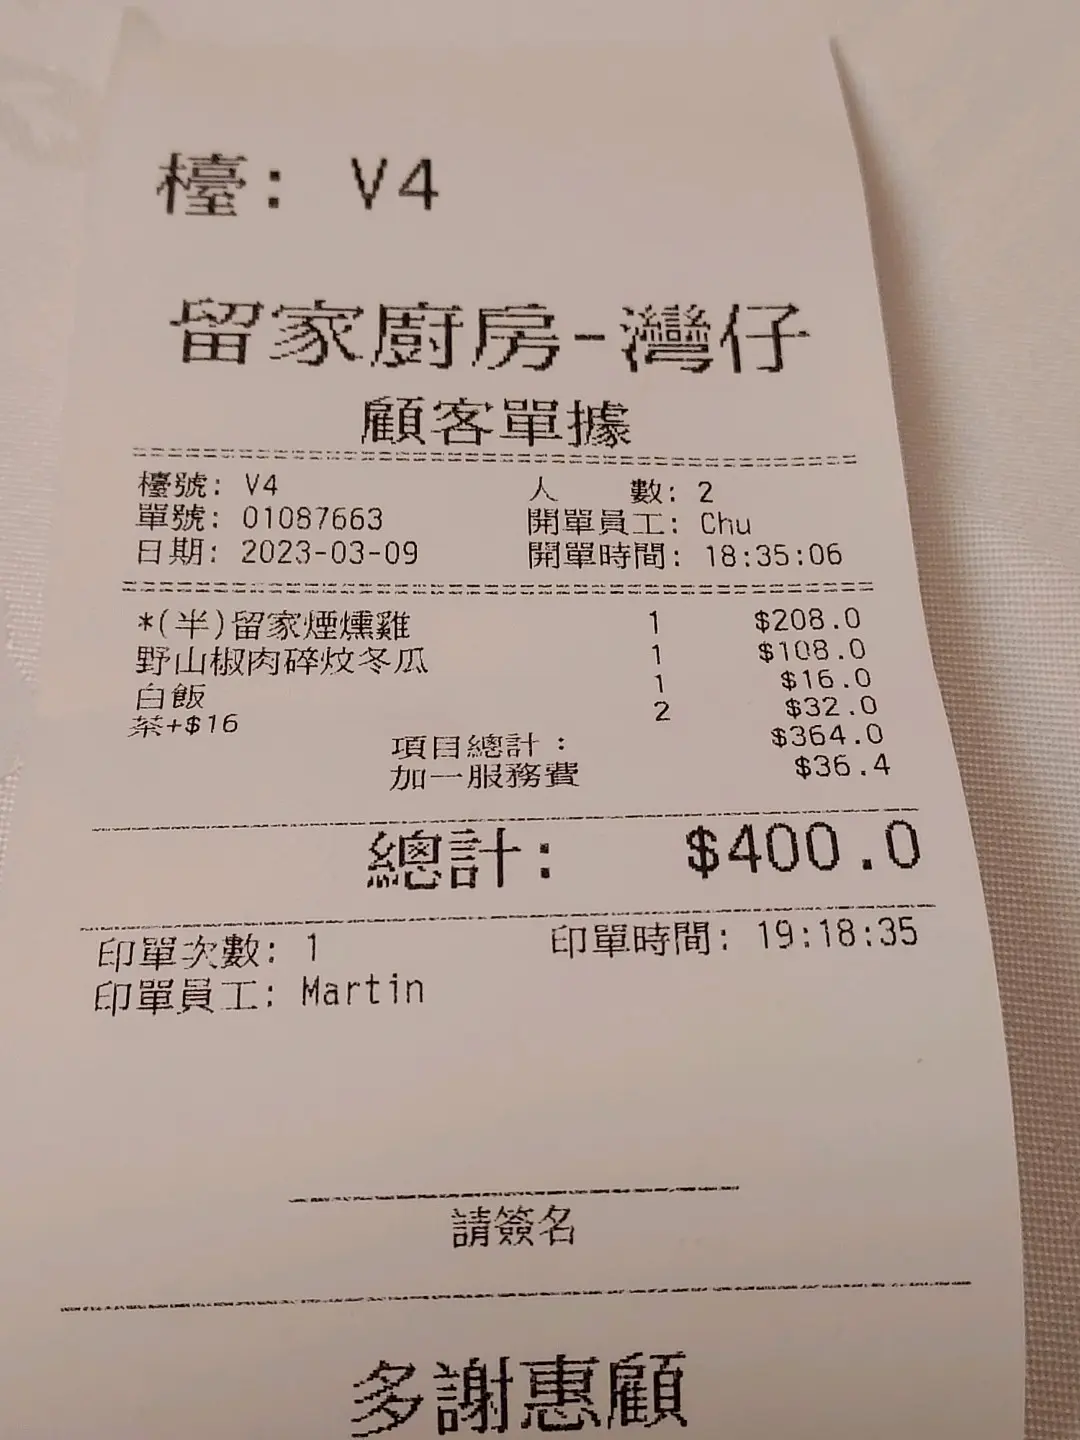 檯: V4
留家廚房-灣仔
顧客單據
檯號: V4 人 數: 2
單號: 01087663 開單員工: Chu
日期: 2023-03-09 開單時間: 18:35:06
*(半)留家煙燻雞 1 $208.0
野山椒肉碎炆冬瓜 1 $108.0
白飯 1 $16.0
茶+$16 2 $32.0
項目總計: $364.0
加一服務費 $36.4
總計: $400.0
印單次數: 1 印單時間: 19:18:35
印單員工: Martin
請簽名
多謝惠顧